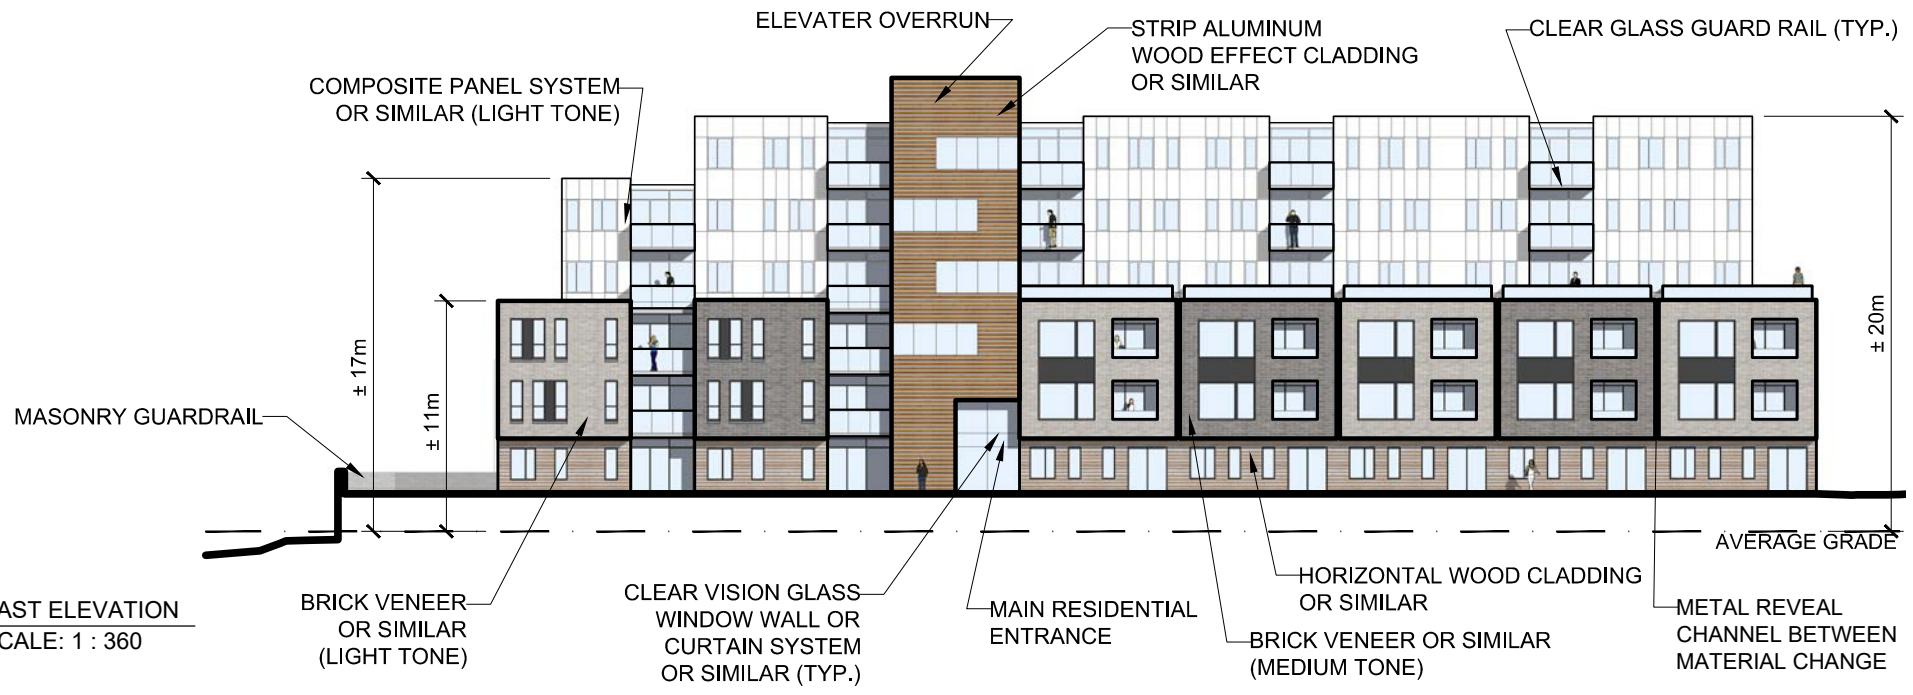 ELEVATER OVERRUN
STRIP ALUMINUM
WOOD EFFECT CLADDING
OR SIMILAR
CLEAR GLASS GUARD RAIL (TYP.)
COMPOSITE PANEL SYSTEM
OR SIMILAR (LIGHT TONE)
± 17m
± 11m
± 20m
MASONRY GUARDRAIL
AVERAGE GRADE
AST ELEVATION
CALE: 1 : 360
BRICK VENEER
OR SIMILAR
(LIGHT TONE)
CLEAR VISION GLASS
WINDOW WALL OR
CURTAIN SYSTEM
OR SIMILAR (TYP.)
MAIN RESIDENTIAL
ENTRANCE
HORIZONTAL WOOD CLADDING
OR SIMILAR
BRICK VENEER OR SIMILAR
(MEDIUM TONE)
METAL REVEAL
CHANNEL BETWEEN
MATERIAL CHANGE